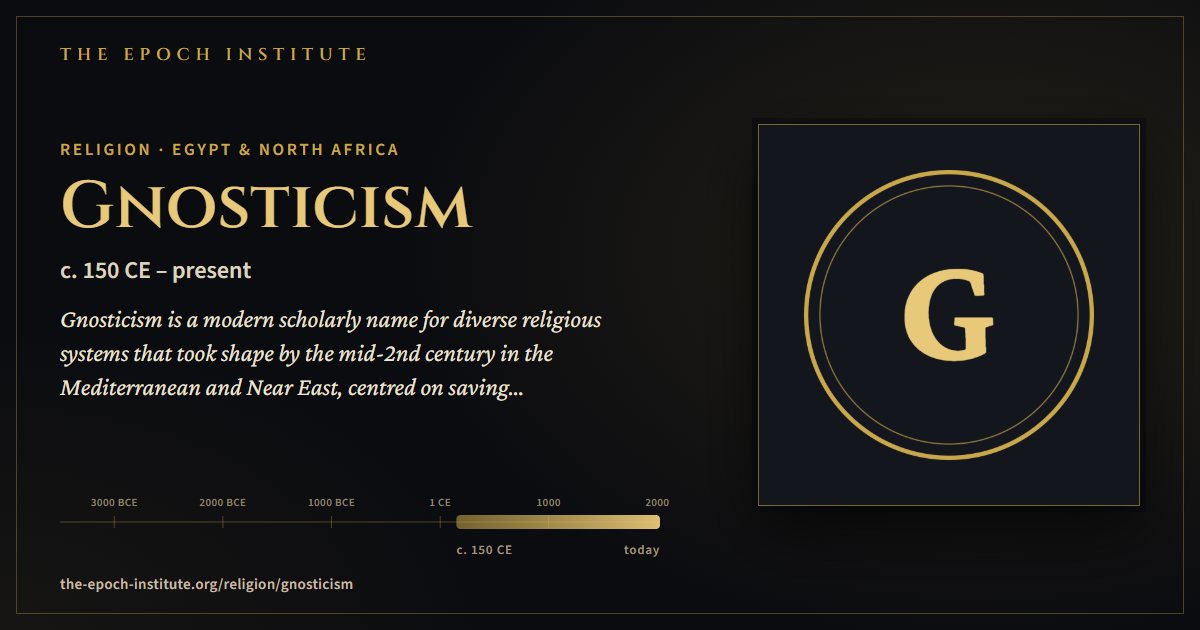 THE EPOCH INSTITUTE
RELIGION · EGYPT & NORTH AFRICA
GNOSTICISM
c. 150 CE – present
Gnosticism is a modern scholarly name for diverse religious
systems that took shape by the mid-2nd century in the
Mediterranean and Near East, centred on saving...
G
3000 BCE 2000 BCE 1000 BCE 1 CE 1000 2000
c. 150 CE today
the-epoch-institute.org/religion/gnosticism